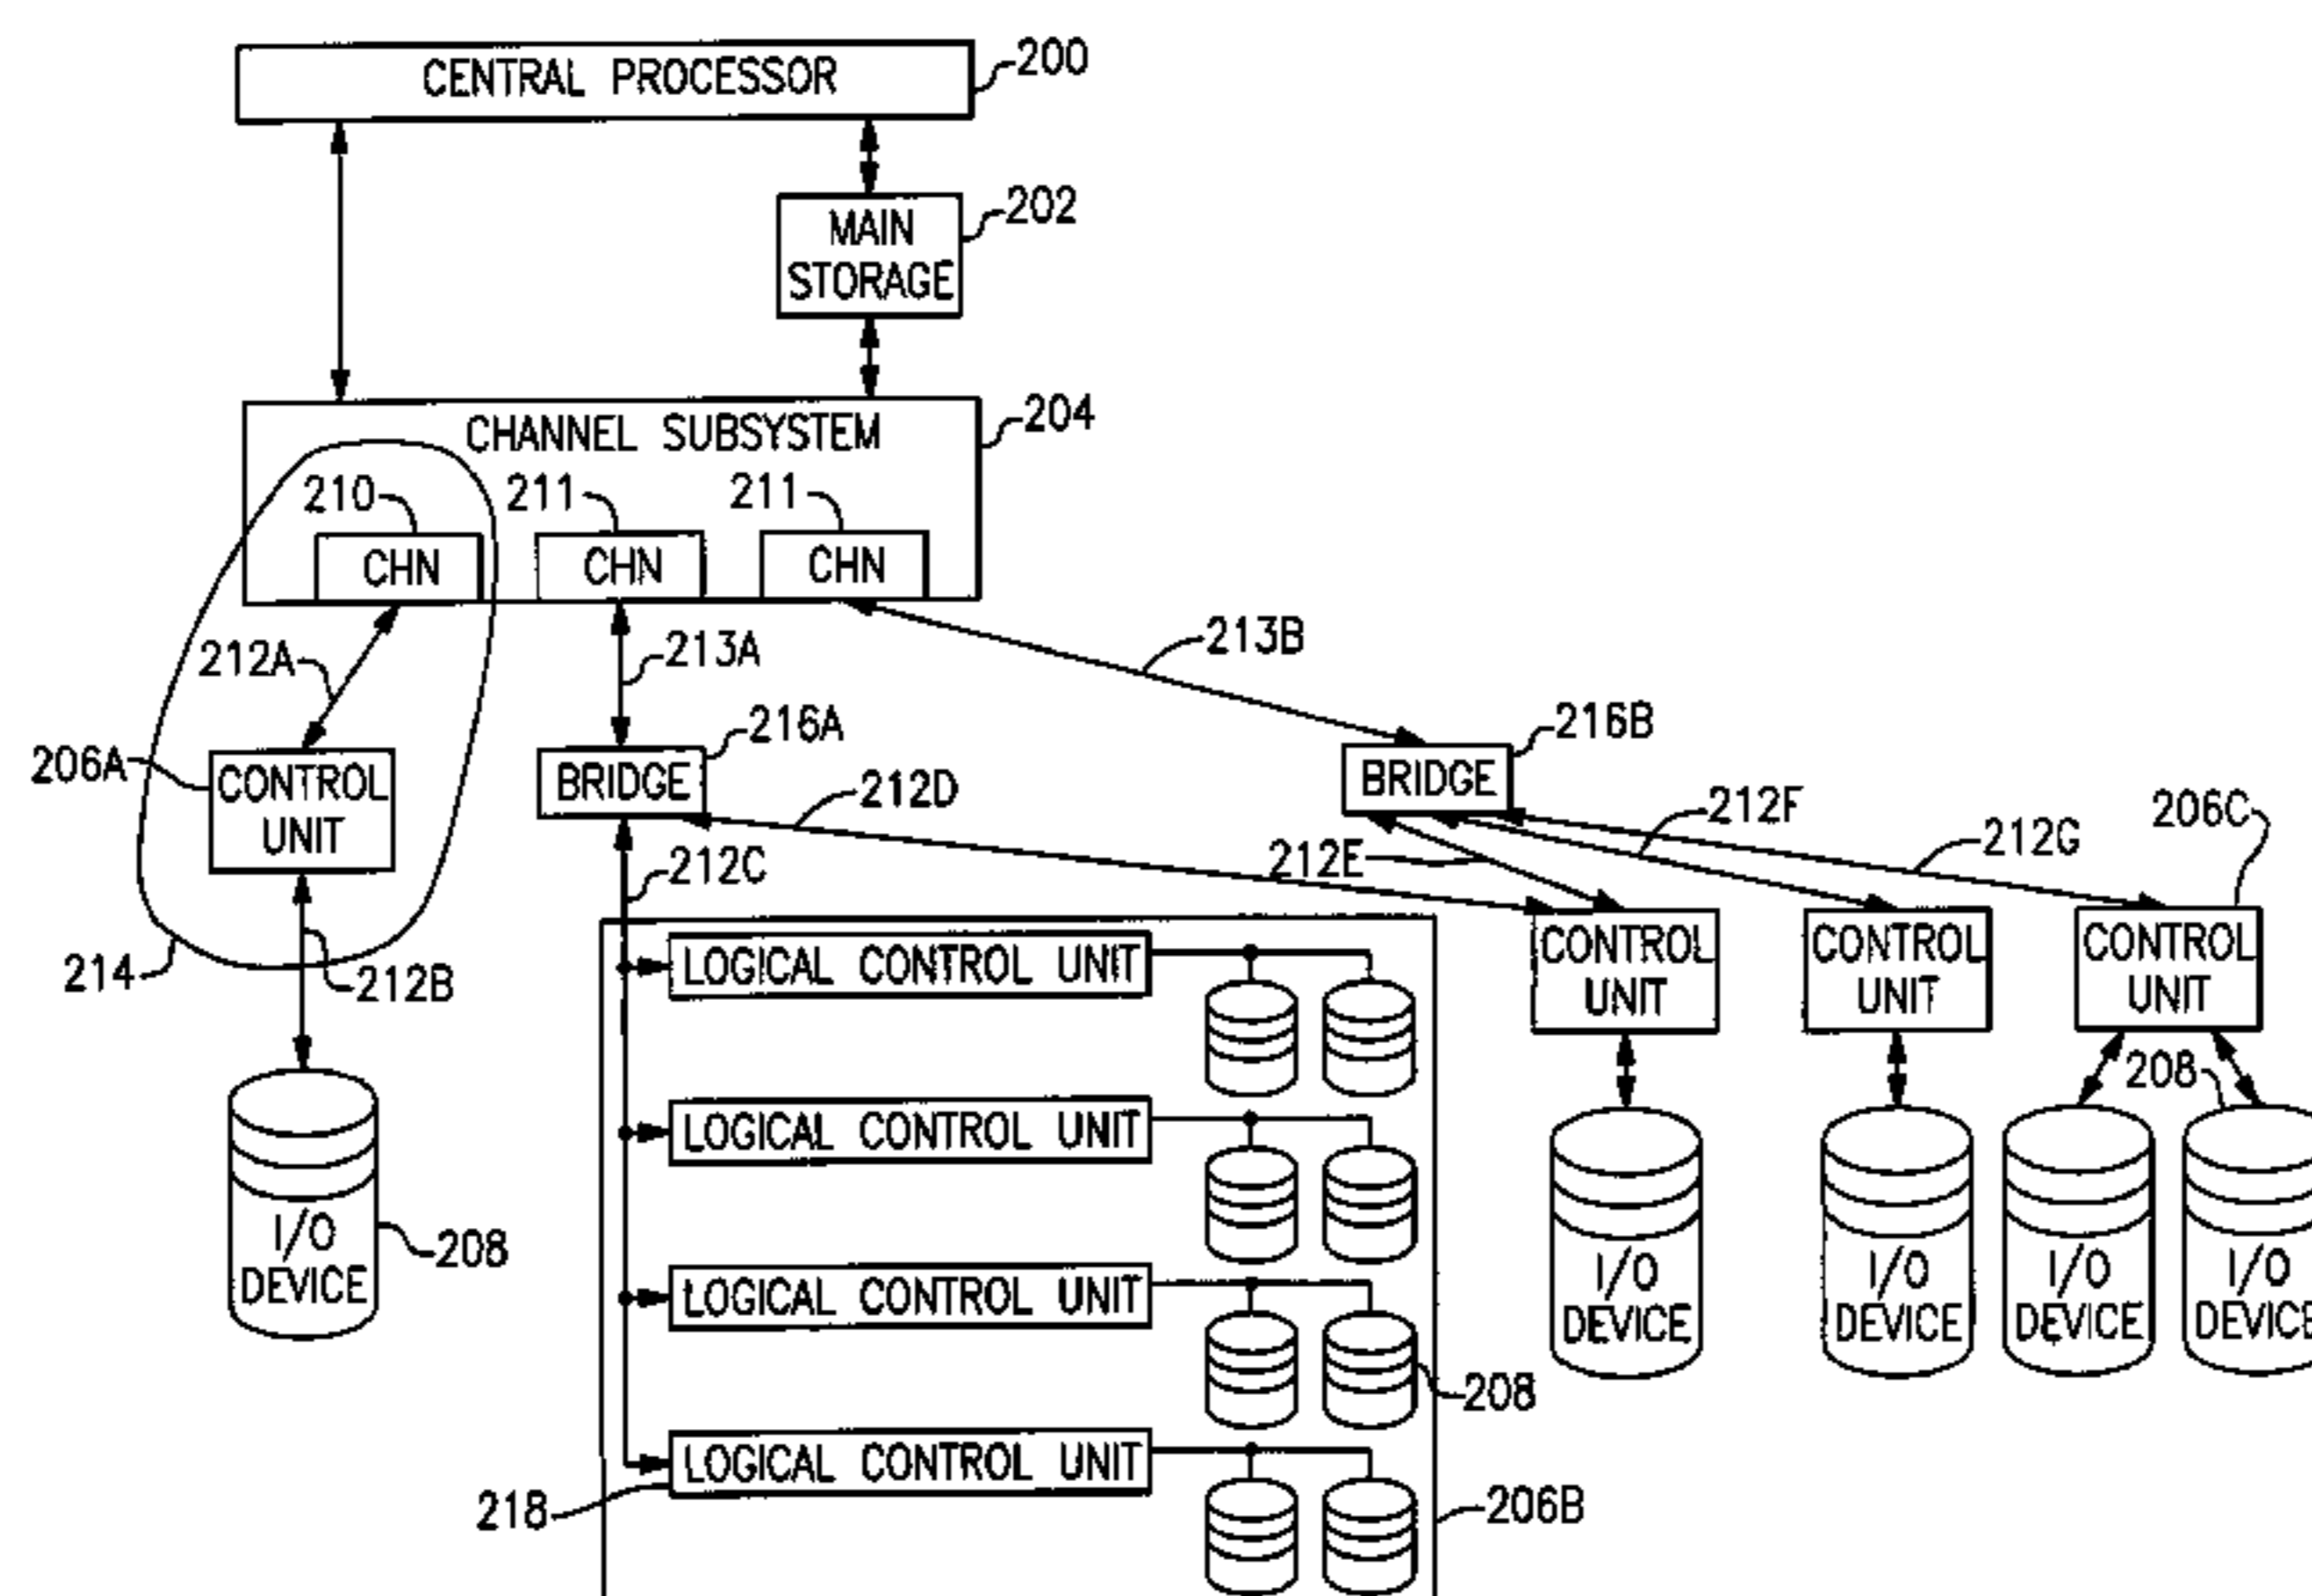 CENTRAL PROCESSOR
200
MAIN
STORAGE
202
CHANNEL SUBSYSTEM
204
210
211
211
CHN
CHN
CHN
212A
213A
213B
206A
CONTROL
UNIT
BRIDGE
216A
BRIDGE
216B
212D
212F
206C
212C
212E
212G
214
212B
LOGICAL CONTROL UNIT
CONTROL
UNIT
CONTROL
UNIT
CONTROL
UNIT
208
LOGICAL CONTROL UNIT
I/O
DEVICE
208
LOGICAL CONTROL UNIT
208
I/O
DEVICE
I/O
DEVICE
I/O
DEVICE
I/O
DEVICE
LOGICAL CONTROL UNIT
218
206B